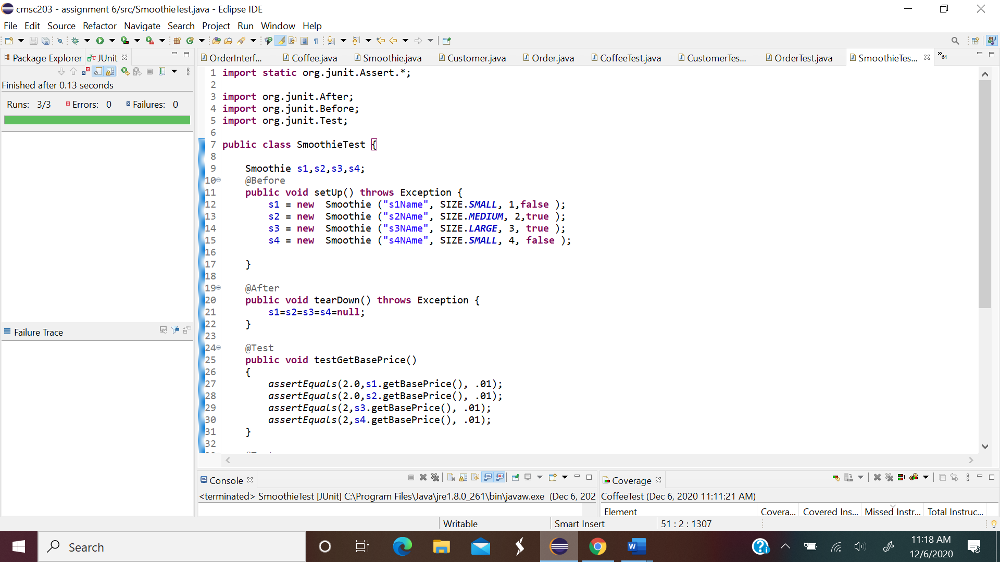 cmsc203 - assignment 6/src/SmoothieTest.java - Eclipse IDE
File Edit Source Refactor Navigate Search Project Run Window Help
Package Explorer JUnit
OrderInterf... Coffee.java Smoothie.java Customer.java Order.java CoffeeTest.java CustomerTes... OrderTest.java SmoothieTes... »64
Finished after 0.13 seconds
Runs: 3/3 Errors: 0 Failures: 0
Failure Trace
1 import static org.junit.Assert.*;
2
3 import org.junit.After;
4 import org.junit.Before;
5 import org.junit.Test;
6
7 public class SmoothieTest {
8
9 Smoothie s1,s2,s3,s4;
10 @Before
11 public void setUp() throws Exception {
12 s1 = new  Smoothie ("s1Name", SIZE.SMALL, 1,false );
13 s2 = new  Smoothie ("s2NAme", SIZE.MEDIUM, 2,true );
14 s3 = new  Smoothie ("s3NAme", SIZE.LARGE, 3, true );
15 s4 = new  Smoothie ("s4NAme", SIZE.SMALL, 4, false );
16
17 }
18
19 @After
20 public void tearDown() throws Exception {
21 s1=s2=s3=s4=null;
22 }
23
24 @Test
25 public void testGetBasePrice()
26 {
27 assertEquals(2.0,s1.getBasePrice(), .01);
28 assertEquals(2.0,s2.getBasePrice(), .01);
29 assertEquals(2,s3.getBasePrice(), .01);
30 assertEquals(2,s4.getBasePrice(), .01);
31 }
32
Console
<terminated> SmoothieTest [JUnit] C:\Program Files\Java\jre1.8.0_261\bin\javaw.exe (Dec 6, 202
Coverage
CoffeeTest (Dec 6, 2020 11:11:21 AM)
Element Covera... Covered Ins... Missed Instr... Total Instruc...
Writable Smart Insert 51 : 2 : 1307
Search
11:18 AM
12/6/2020